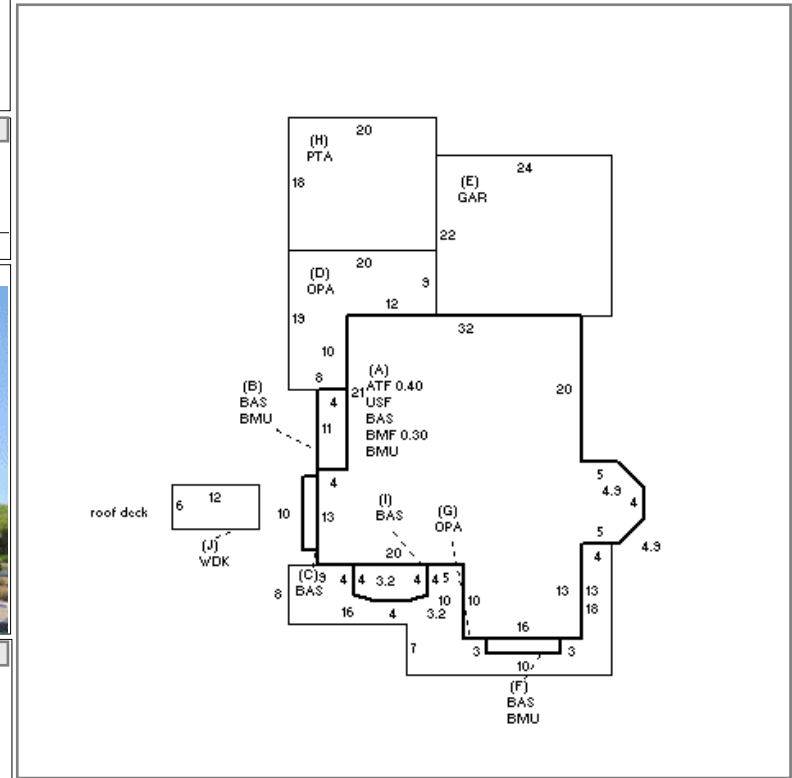 20
(H)
PTA
18
24
(E)
GAR
22
20
(D)
OPA
9
12
19
32
10
8
(A)
ATF 0.40
USF
BAS
BMF 0.30
BMU
21
20
(B)
BAS
BMU
4
11
5
4.9
4
5
4.9
4
12
6
roof deck
(J)
WDK
10
4
13
(I)
BAS
(G)
OPA
20
(C)
BAS
9
4
4
3.2
4
4
5
8
16
4
3.2
10
10
13
13
18
16
7
3
3
10
(F)
BAS
BMU